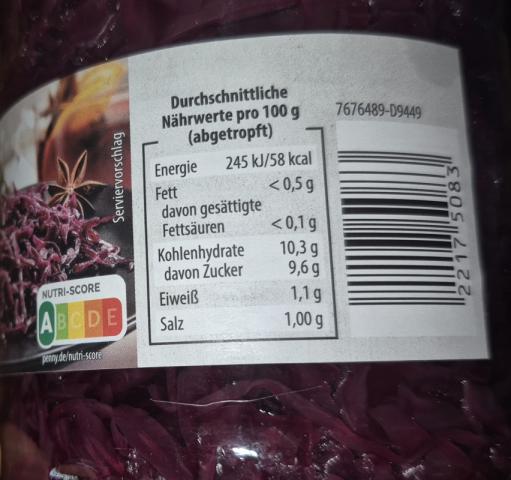 Durchschnittliche
Nährwerte pro 100 g
(abgetropft)
Energie 245 kJ/58 kcal
Fett < 0,5 g
davon gesättigte
Fettsäuren < 0,1 g
Kohlenhydrate 10,3 g
davon Zucker 9,6 g
Eiweiß 1,1 g
Salz 1,00 g
7676489-D9449
2217 5083
Serviervorschlag
NUTRI-SCORE
A B C D E
penny.de/nutri-score